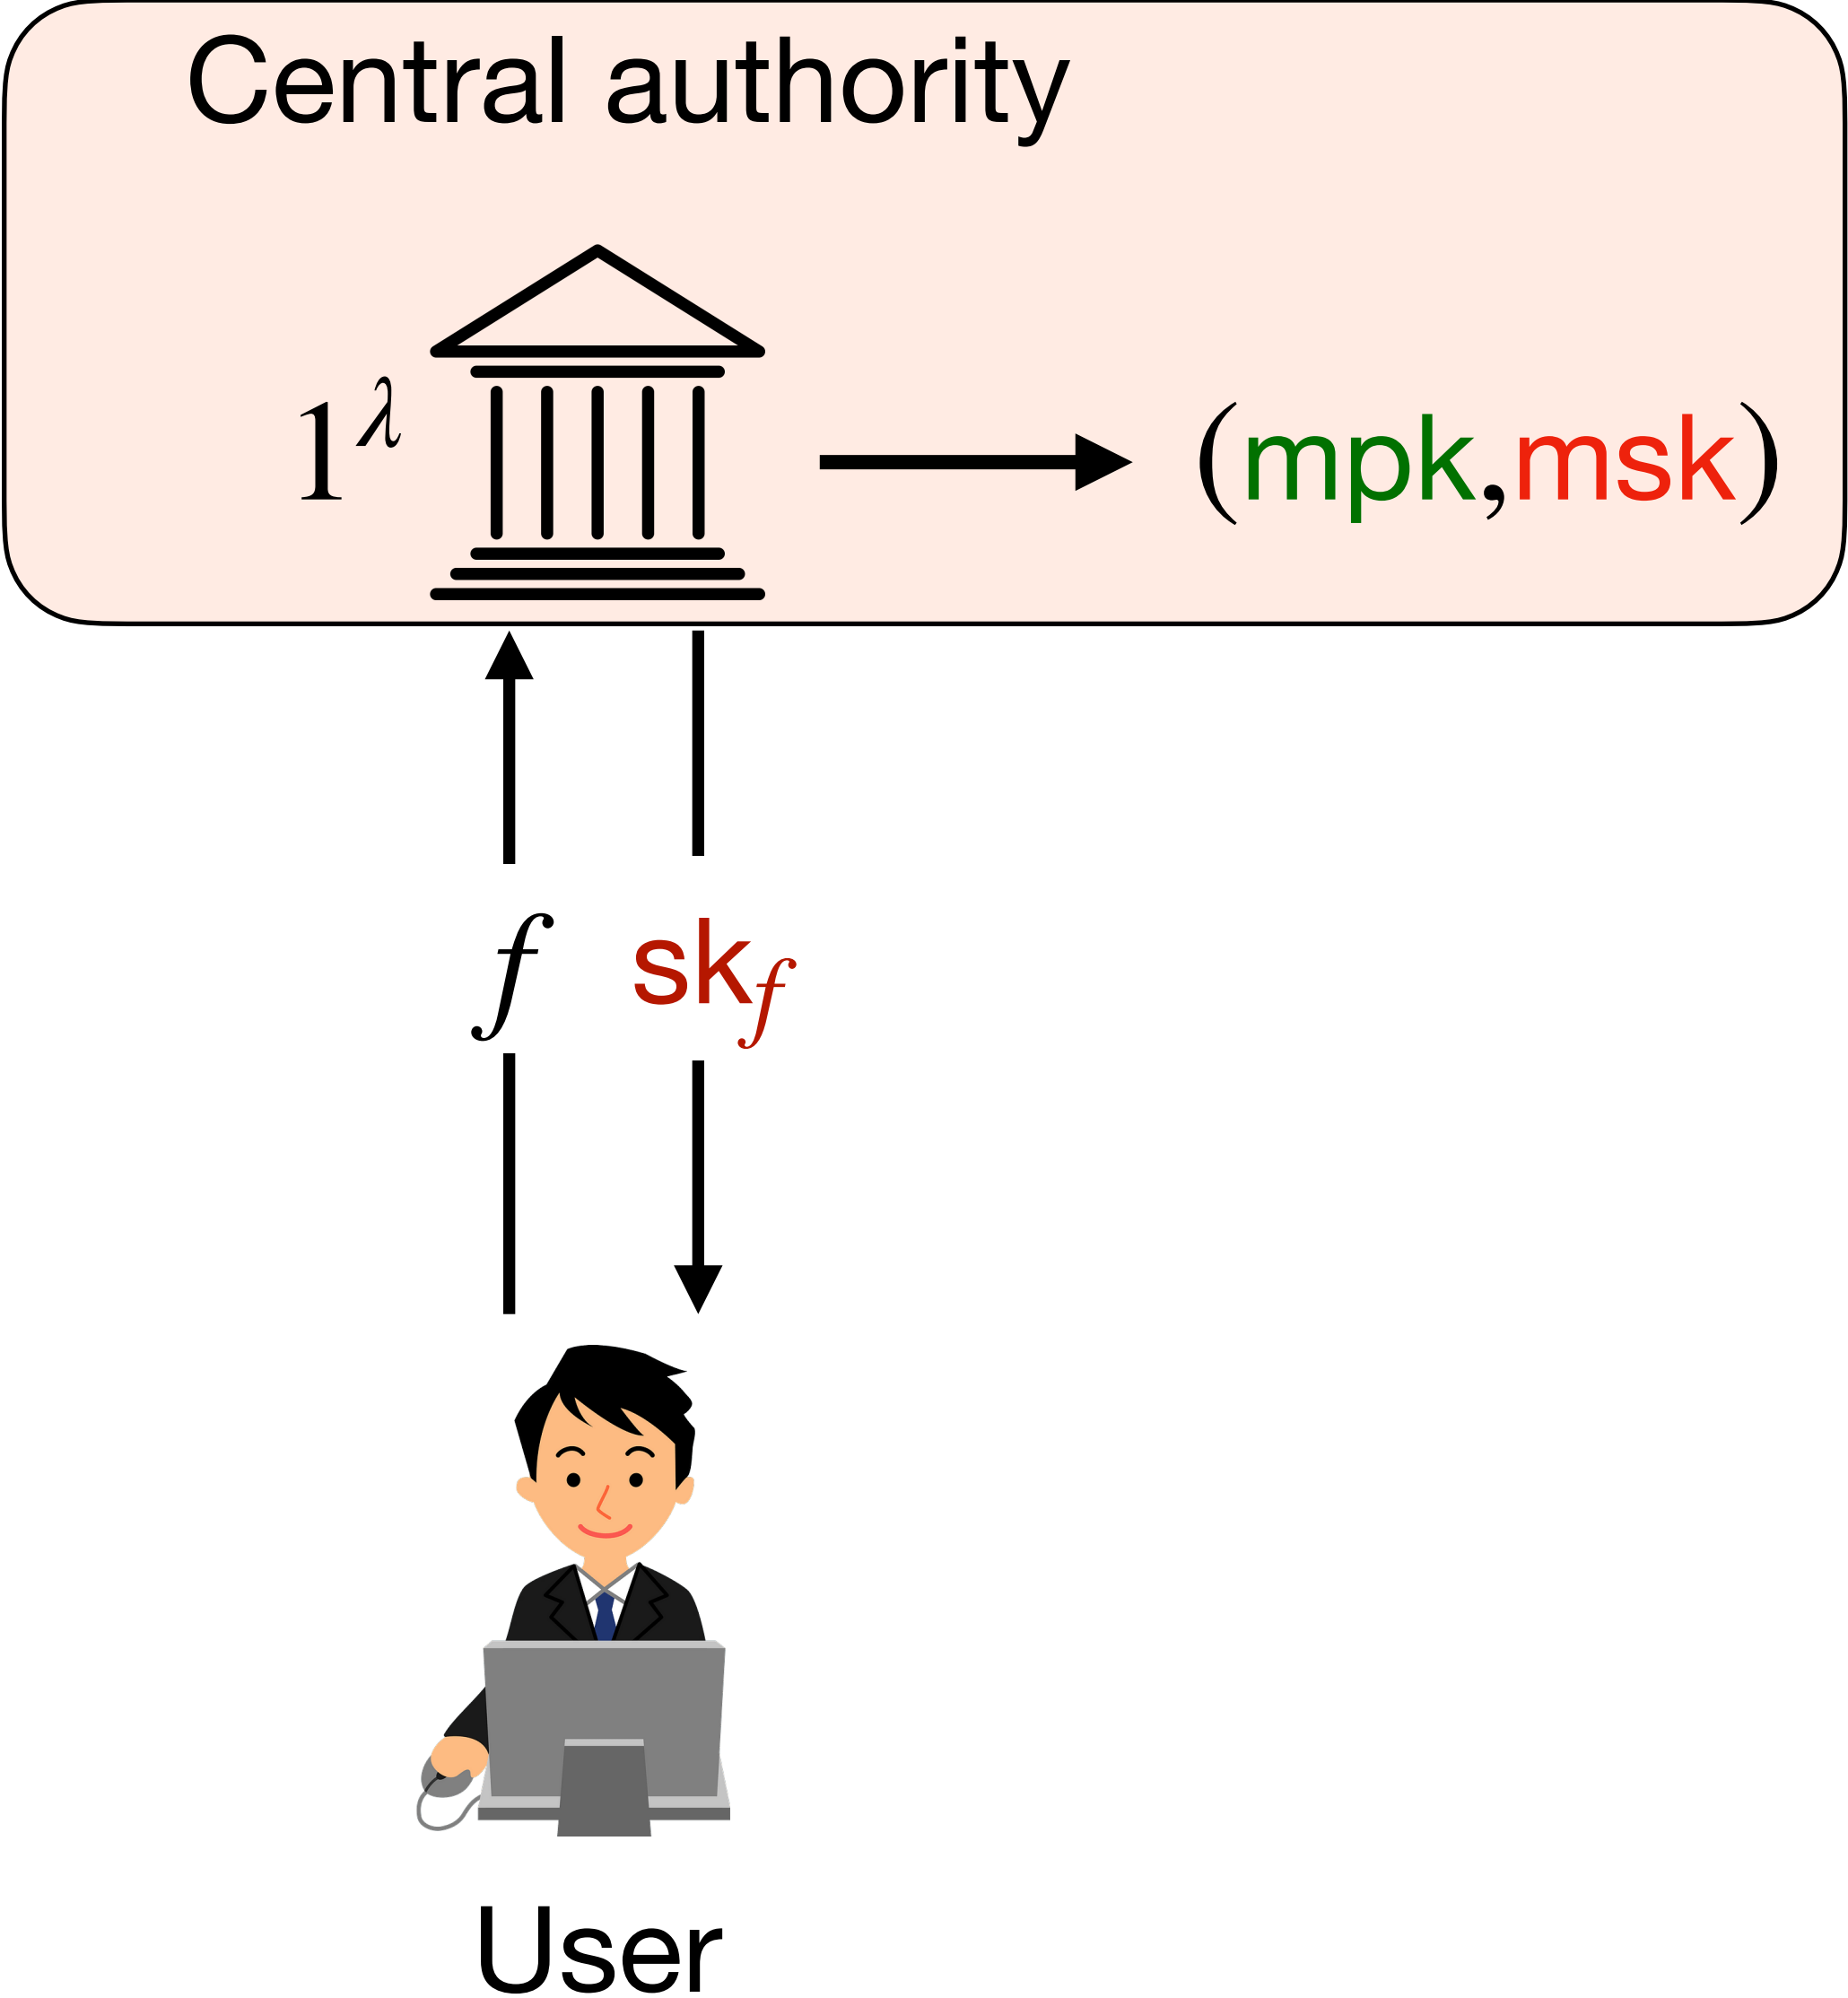 Central authority
1^λ (mpk,msk)
f sk_f
User